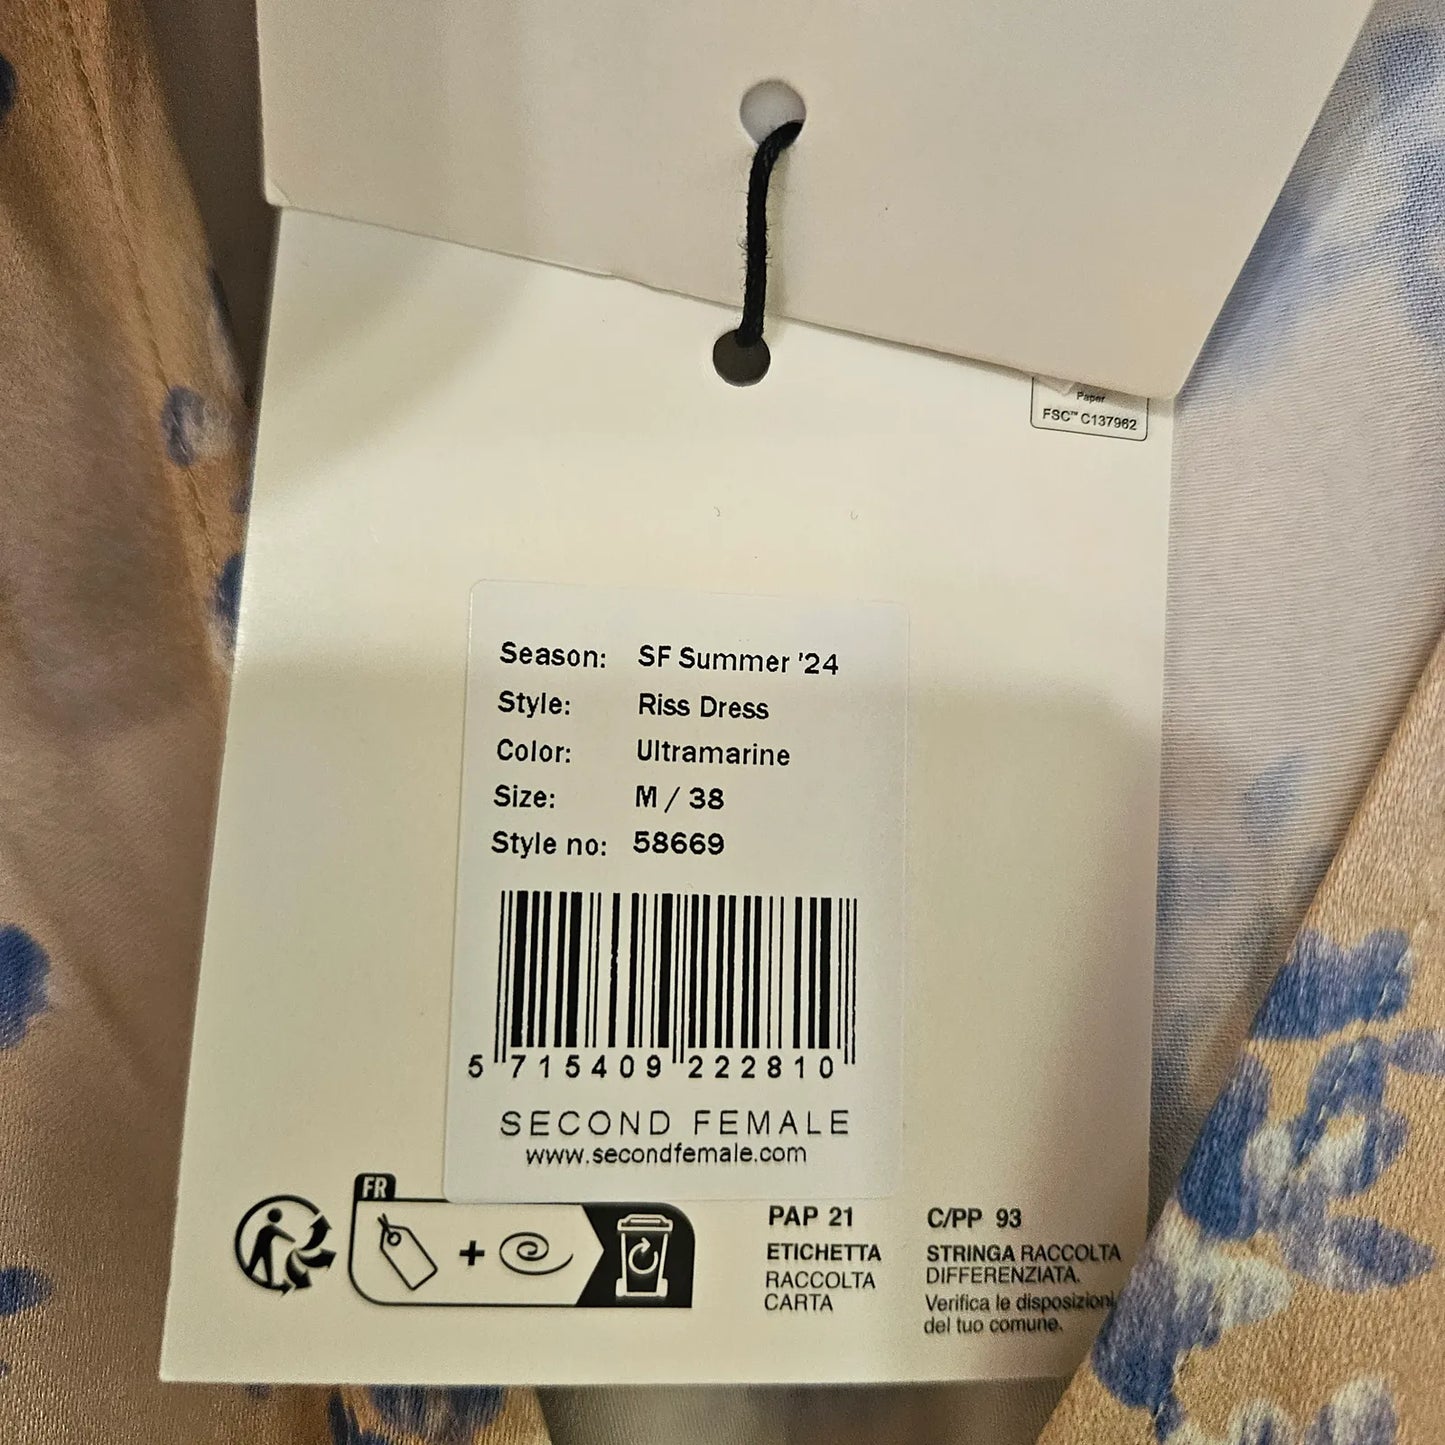 Paper
FSC™ C137962
Season: SF Summer '24
Style: Riss Dress
Color: Ultramarine
Size: M / 38
Style no: 58669
5 715409 222810
SECOND FEMALE
www.secondfemale.com
FR
PAP 21
ETICHETTA
RACCOLTA
CARTA
C/PP 93
STRINGA RACCOLTA
DIFFERENZIATA.
Verifica le disposizioni
del tuo comune.